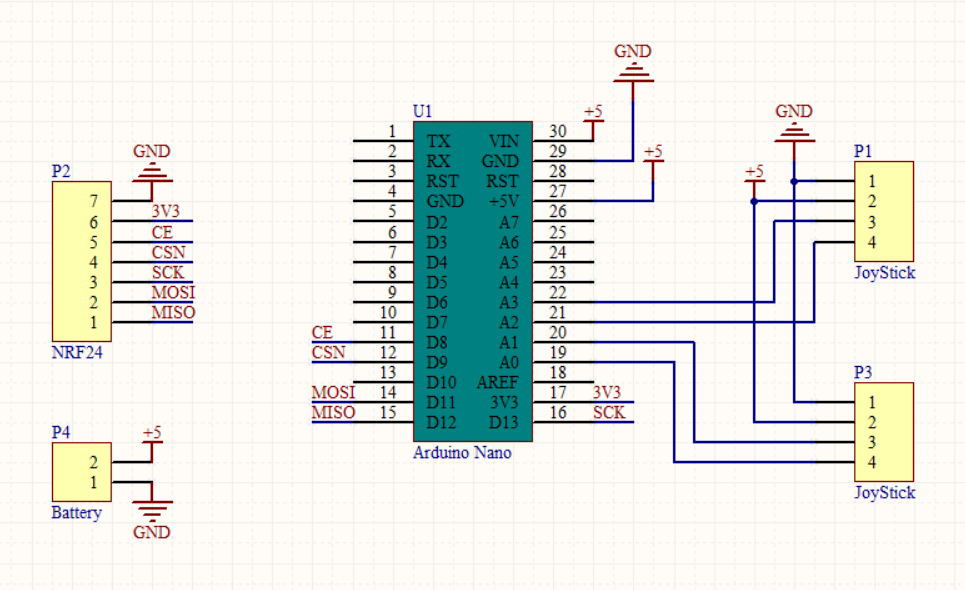 GND
U1
+5
GND
1 TX VIN 30
2 RX GND 29
+5
P1
GND
3 RST RST 28
+5
1
P2
4 GND +5V 27
2
7
5 D2 A7 26
3
6 3V3
6 D3 A6 25
4
5 CE
7 D4 A5 24
JoyStick
4 CSN
8 D5 A4 23
3 SCK
9 D6 A3 22
2 MOSI
10 D7 A2 21
1 MISO
CE 11 D8 A1 20
NRF24
CSN 12 D9 A0 19
13 D10 AREF 18
P3
MOSI 14 D11 3V3 17 3V3
1
MISO 15 D12 D13 16 SCK
2
P4
+5
Arduino Nano
3
2
4
1
JoyStick
Battery
GND